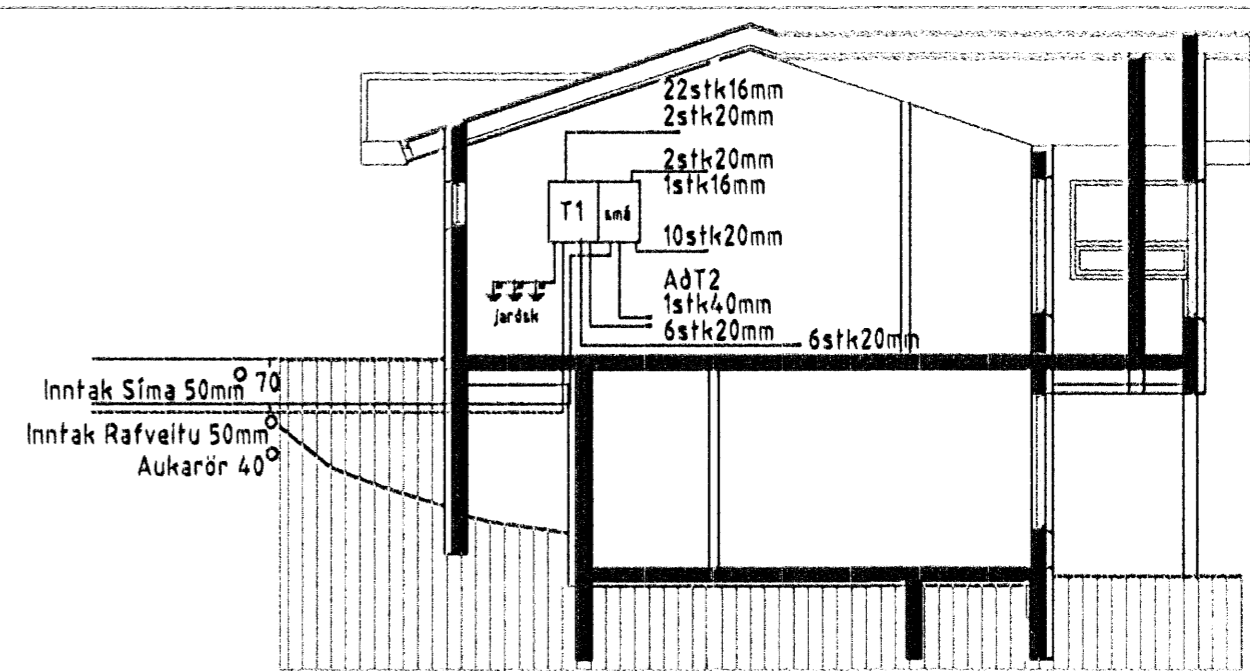 22stk16mm
2stk20mm
2stk20mm
1stk16mm
T1
smá
10stk20mm
AðT2
1stk40mm
6stk20mm
6stk20mm
jardsk
Inntak Síma 50mm
70
Inntak Rafveitu 50mm
Aukarör 40